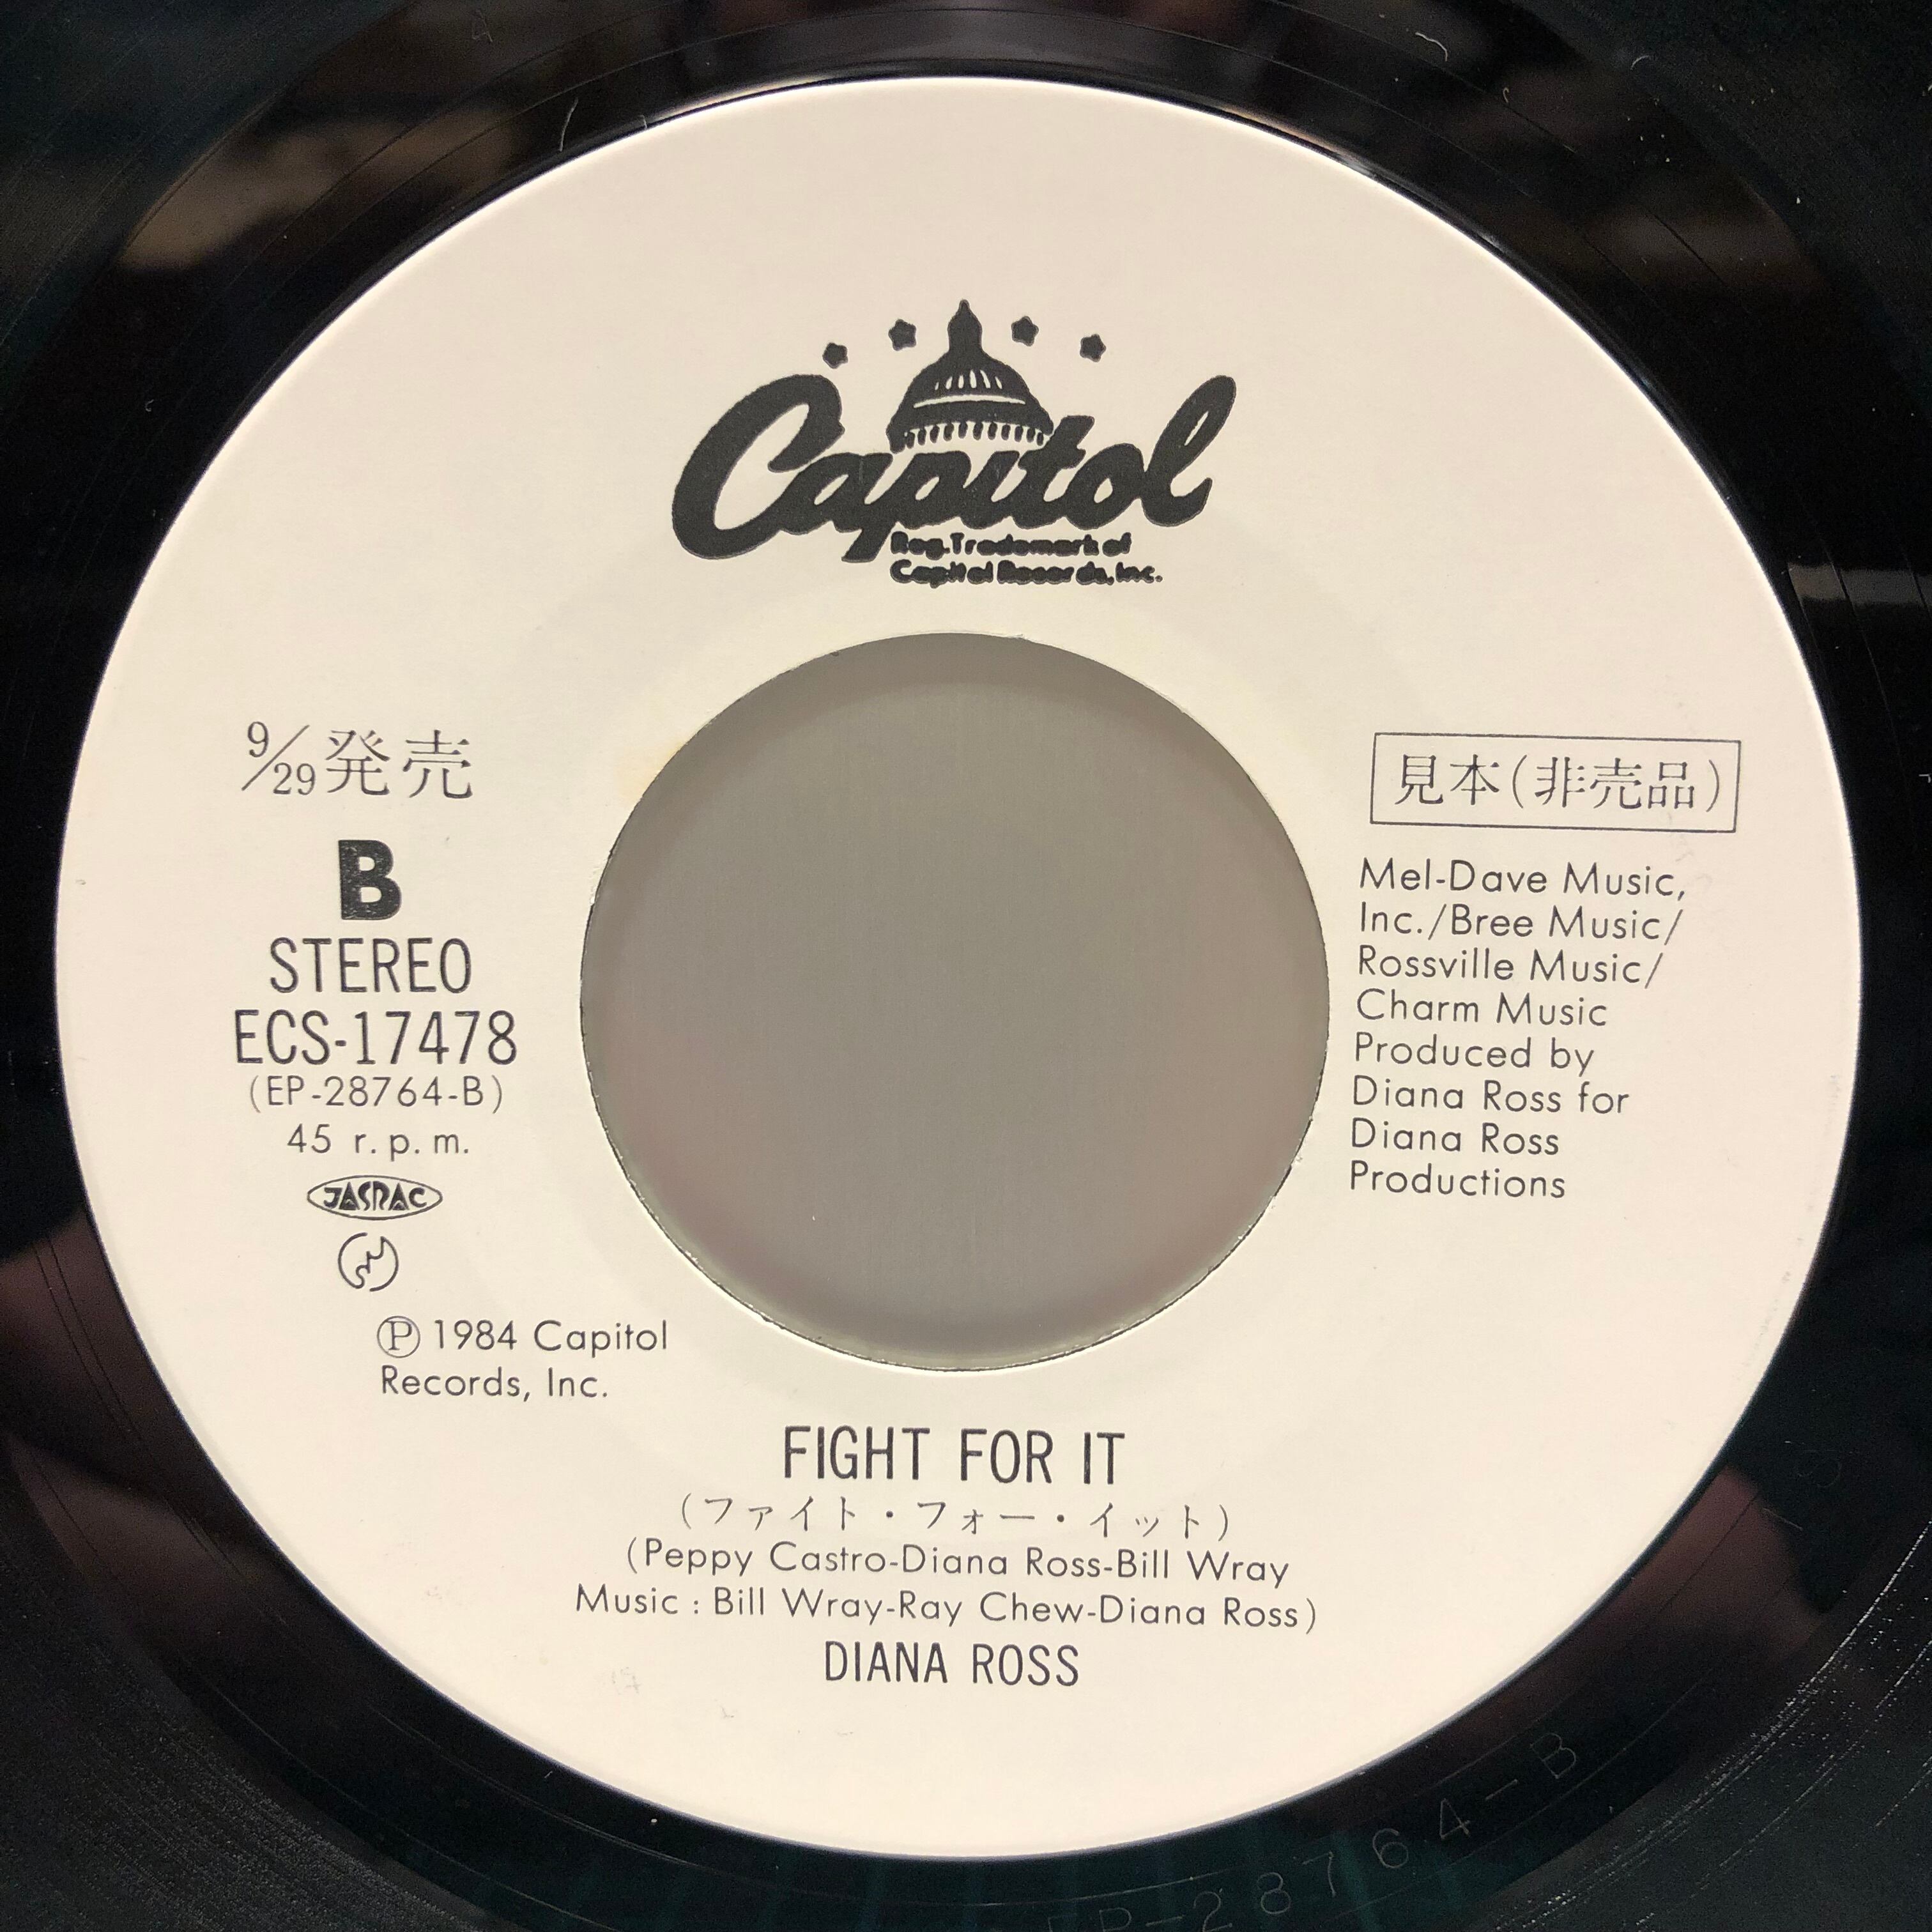 Capitol
Reg. Trademark of
Capitol Records, Inc.
9/29発売
B
STEREO
ECS-17478
(EP-28764-B)
45 r.p.m.
JASRAC
Ⓟ 1984 Capitol
Records, Inc.
見本(非売品)
Mel-Dave Music,
Inc./Bree Music/
Rossville Music/
Charm Music
Produced by
Diana Ross for
Diana Ross
Productions
FIGHT FOR IT
(ファイト・フォー・イット)
(Peppy Castro-Diana Ross-Bill Wray
Music : Bill Wray-Ray Chew-Diana Ross)
DIANA ROSS
EP-28764-B